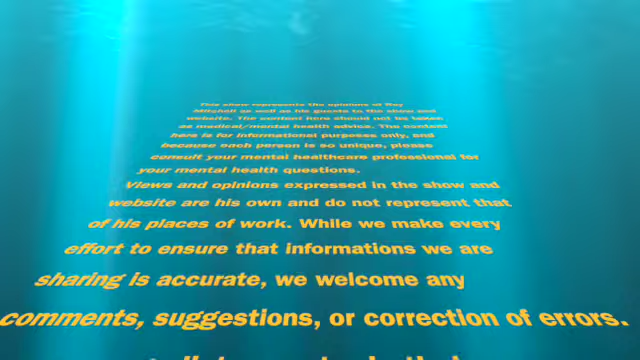 This show represents the opinions of Roy
Mitchell as well as his guests to the show and
website. The content here should not be taken
as medical/mental health advice. The content
here is for informational purposes only, and
because each person is so unique, please
consult your mental healthcare professional for
your mental health questions.
Views and opinions expressed in the show and
website are his own and do not represent that
of his places of work. While we make every
effort to ensure that informations we are
sharing is accurate, we welcome any
comments, suggestions, or correction of errors.